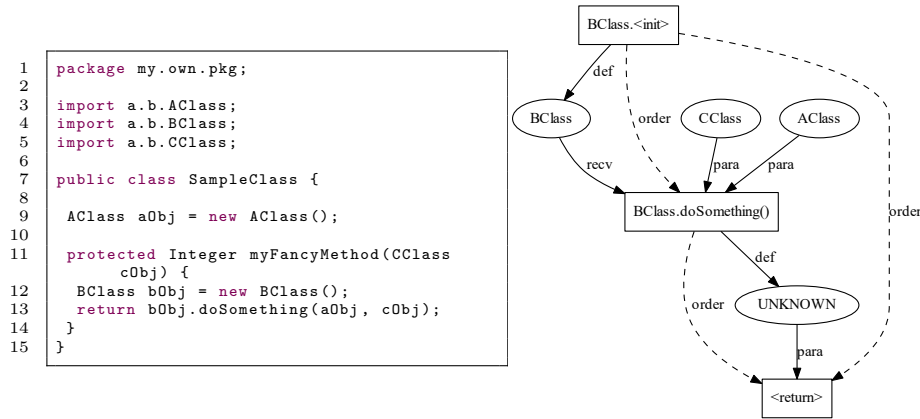 1 package my.own.pkg;
2
3 import a.b.AClass;
4 import a.b.BClass;
5 import a.b.CClass;
6
7 public class SampleClass {
8
9 AClass aObj = new AClass();
10
11 protected Integer myFancyMethod(CClass
cObj) {
12 BClass bObj = new BClass();
13 return bObj.doSomething(aObj, cObj);
14 }
15 }
BClass.<init>
def
BClass
order
CClass
AClass
recv
para
para
BClass.doSomething()
order
def
order
UNKNOWN
para
<return>